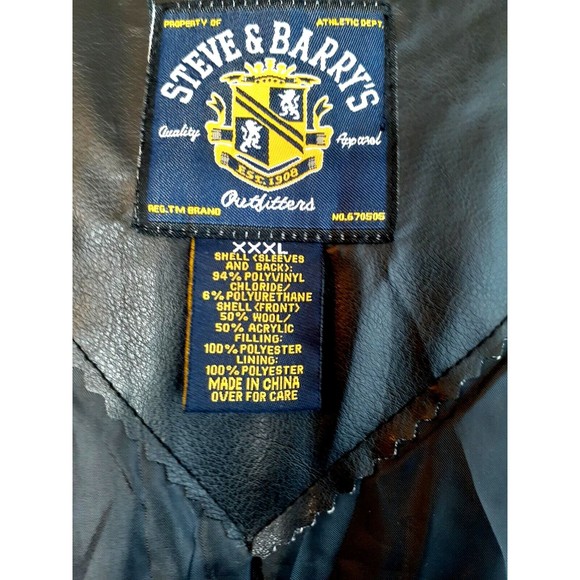 PROPERTY OF
ATHLETIC DEPT.
STEVE & BARRY'S
Quality
Apparel
EST. 1908
Outfitters
REG.TM BRAND
NO.670505
XXXL
SHELL (SLEEVES
AND BACK):
94% POLYVINYL
CHLORIDE/
6% POLYURETHANE
SHELL (FRONT)
50% WOOL/
50% ACRYLIC
FILLING:
100% POLYESTER
LINING:
100% POLYESTER
MADE IN CHINA
OVER FOR CARE